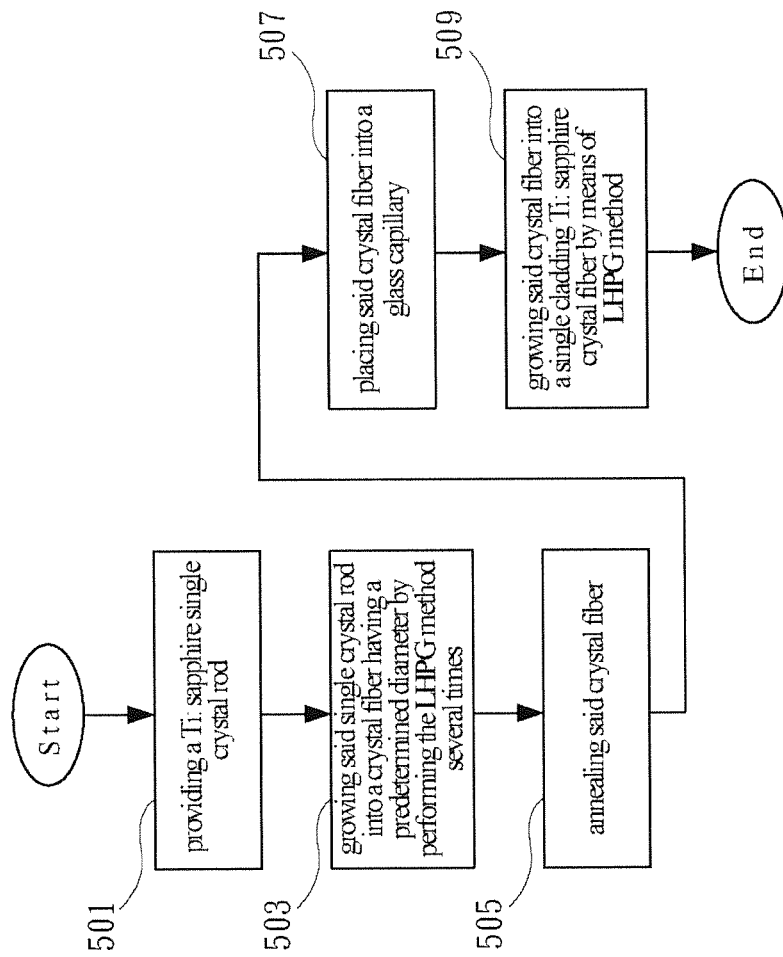 Start
501
providing a Ti: sapphire single
crystal rod
503
growing said single crystal rod
into a crystal fiber having a
predetermined diameter by
performing the LHPG method
several times
505
annealing said crystal fiber
507
placing said crystal fiber into a
glass capillary
509
growing said crystal fiber into
a single cladding Ti: sapphire
crystal fiber by means of
LHPG method
End